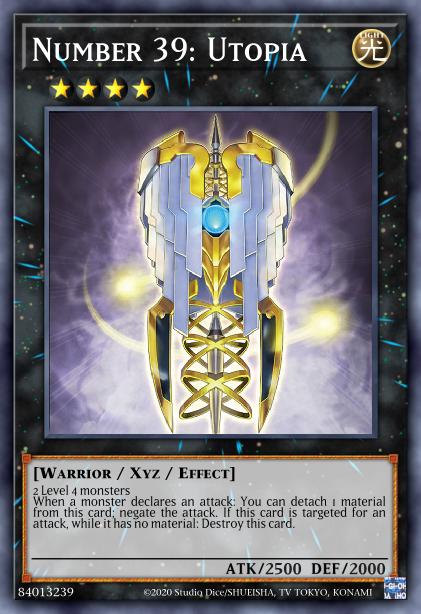 Number 39: Utopia
LIGHT
光
[Warrior / Xyz / Effect]
2 Level 4 monsters
When a monster declares an attack: You can detach 1 material
from this card; negate the attack. If this card is targeted for an
attack, while it has no material: Destroy this card.
ATK/2500 DEF/2000
84013239
©2020 Studio Dice/SHUEISHA, TV TOKYO, KONAMI